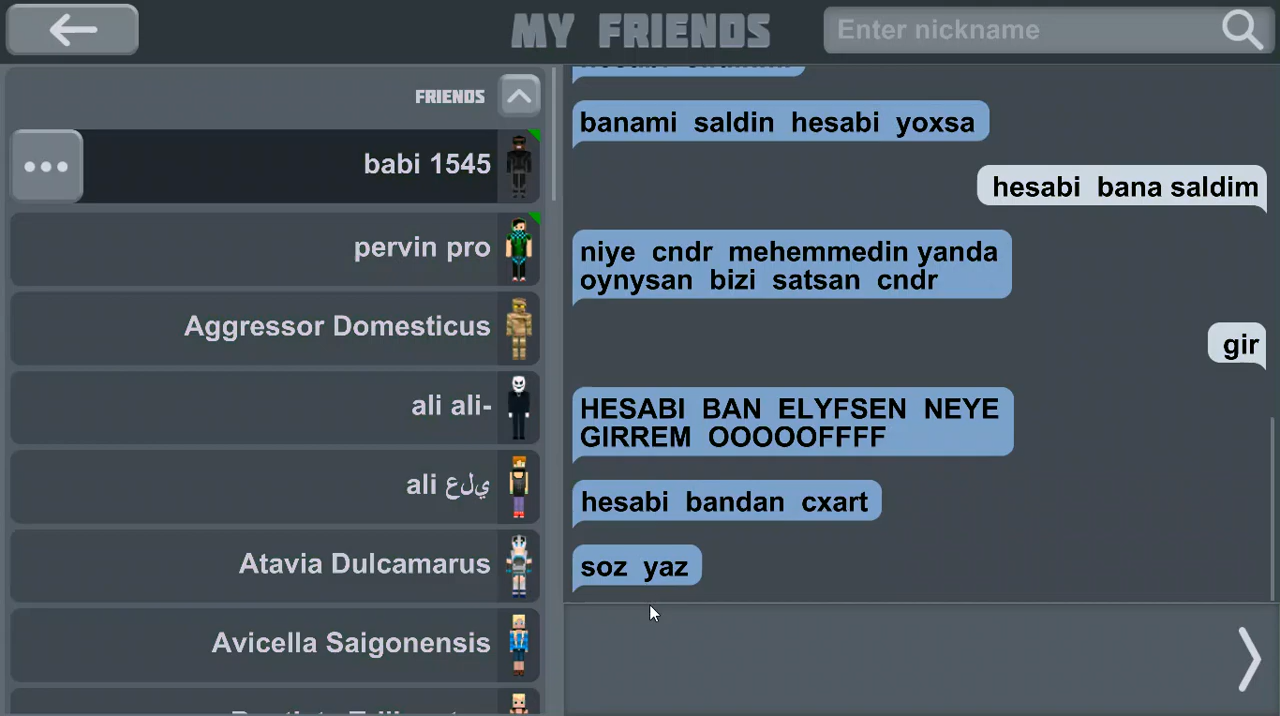 MY FRIENDS
Enter nickname
FRIENDS
babi 1545
pervin pro
Aggressor Domesticus
ali ali-
ali يلع
Atavia Dulcamarus
Avicella Saigonensis
banami saldin hesabi yoxsa
hesabi bana saldim
niye cndr mehemmedin yanda
oynysan bizi satsan cndr
gir
HESABI BAN ELYFSEN NEYE
GIRREM OOOOOFFFF
hesabi bandan cxart
soz yaz